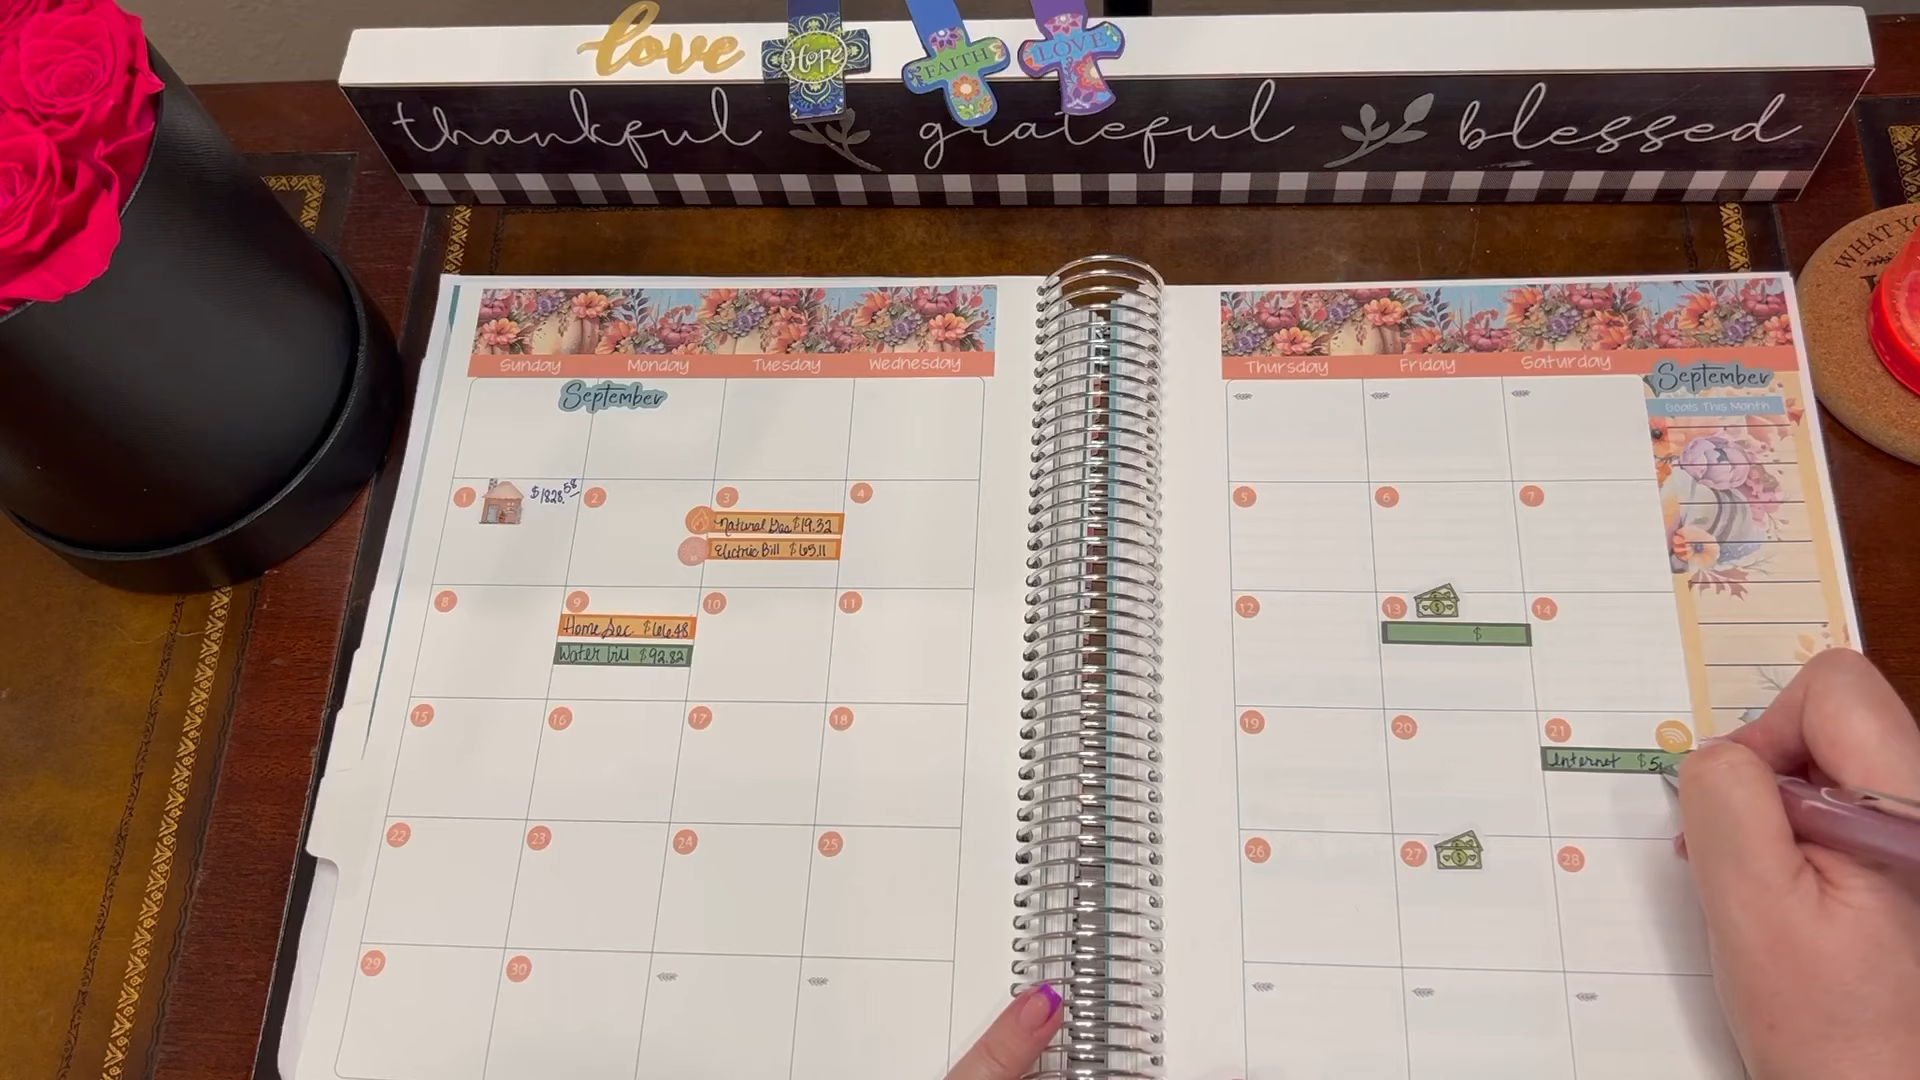 love
Hope
FAITH
LOVE
thankful grateful blessed
WHAT YO
Sunday Monday Tuesday Wednesday
Thursday Friday Saturday
September
September
Goals This Month
1 $1828.58 2 3 4
Natural Gas $19.32
Electric Bill $65.11
5 6 7
8 9 10 11
Home Sec. $66.48
Water bill $92.82
12 13 14
$
15 16 17 18
19 20 21
Internet $5
22 23 24 25
26 27 28
29 30